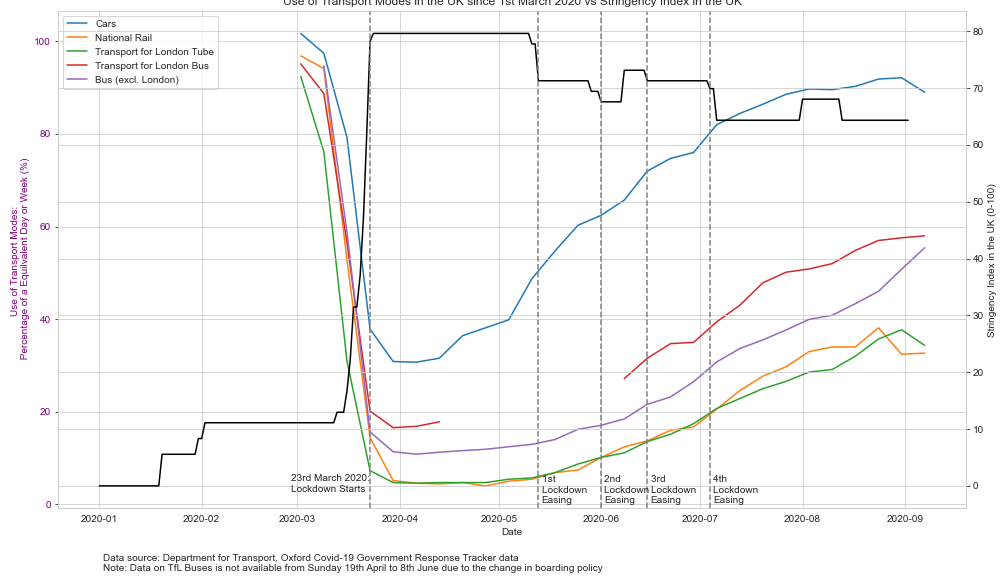 Use of Transport Modes in the UK since 1st March 2020 vs Stringency Index in the UK
Cars
National Rail
Transport for London Tube
Transport for London Bus
Bus (excl. London)
100
80
60
40
20
0
Use of Transport Modes:
Percentage of a Equilvalent Day or Week (%)
80
70
60
50
40
30
20
10
0
Stringency Index in the UK (0-100)
23rd March 2020:
Lockdown Starts
1st
Lockdown
Easing
2nd
Lockdown
Easing
3rd
Lockdown
Easing
4th
Lockdown
Easing
2020-01
2020-02
2020-03
2020-04
2020-05
2020-06
2020-07
2020-08
2020-09
Date
Data source: Department for Transport, Oxford Covid-19 Government Response Tracker data
Note: Data on TfL Buses is not available from Sunday 19th April to 8th June due to the change in boarding policy